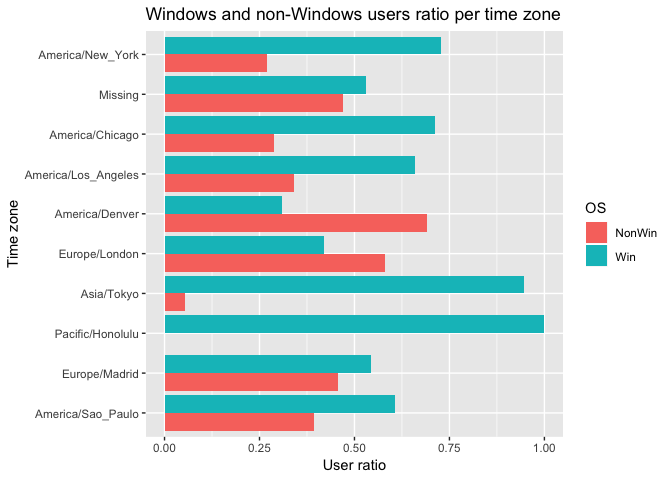 Windows and non-Windows users ratio per time zone
Time zone
America/New_York
Missing
America/Chicago
America/Los_Angeles
America/Denver
Europe/London
Asia/Tokyo
Pacific/Honolulu
Europe/Madrid
America/Sao_Paulo
0.00 0.25 0.50 0.75 1.00
User ratio
OS
NonWin
Win